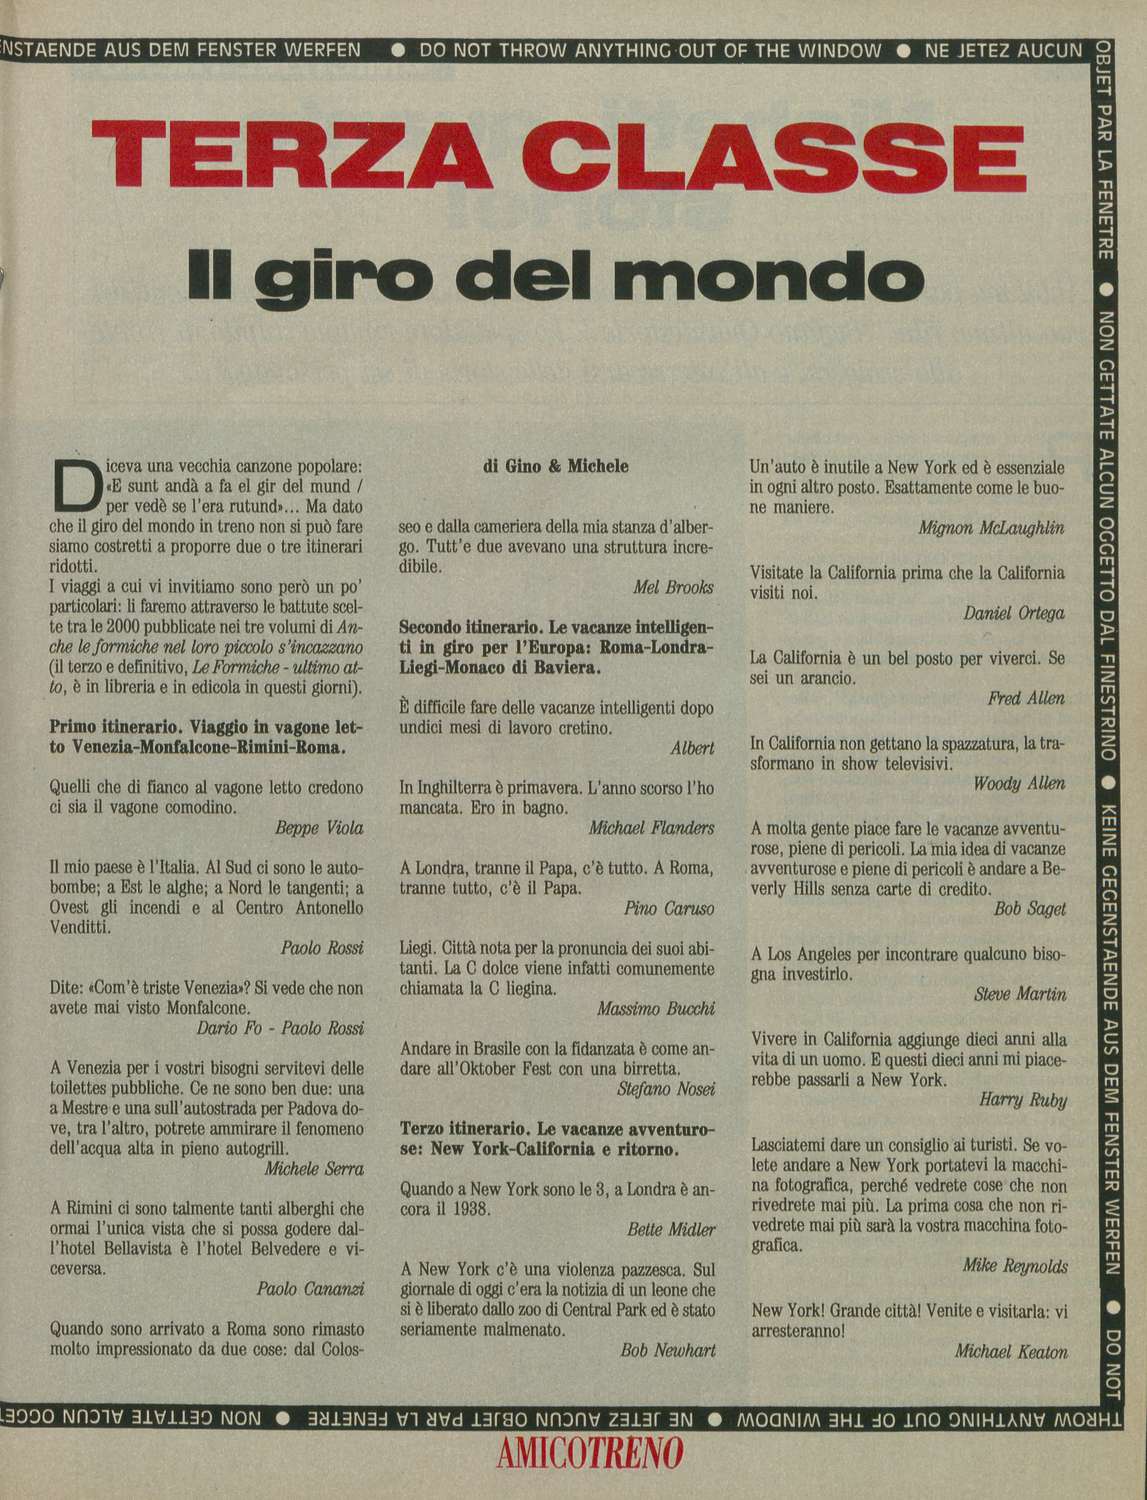 NSTAENDE AUS DEM FENSTER WERFEN ● DO NOT THROW ANYTHING OUT OF THE WINDOW ● NE JETEZ AUCUN
OBJET PAR LA FENETRE ● NON GETTATE ALCUN OGGETTO DAL FINESTRINO ● KEINE GEGENSTAENDE AUS DEM FENSTER WERFEN ● DO NOT
THROW ANYTHING OUT OF THE WINDOW ● NE JETEZ AUCUN OBJET PAR LA FENETRE ● NON GETTATE ALCUN OGGET
TERZA CLASSE
Il giro del mondo
Diceva una vecchia canzone popolare:
«E sunt andà a fa el gir del mund /
per vedè se l'era rutund»... Ma dato
che il giro del mondo in treno non si può fare
siamo costretti a proporre due o tre itinerari
ridotti.
I viaggi a cui vi invitiamo sono però un po'
particolari: li faremo attraverso le battute scel-
te tra le 2000 pubblicate nei tre volumi di An-
che le formiche nel loro piccolo s'incazzano
(il terzo e definitivo, Le Formiche - ultimo at-
to, è in libreria e in edicola in questi giorni).
Primo itinerario. Viaggio in vagone let-
to Venezia-Monfalcone-Rimini-Roma.
Quelli che di fianco al vagone letto credono
ci sia il vagone comodino.
Beppe Viola
Il mio paese è l'Italia. Al Sud ci sono le auto-
bombe; a Est le alghe; a Nord le tangenti; a
Ovest gli incendi e al Centro Antonello
Venditti.
Paolo Rossi
Dite: «Com'è triste Venezia»? Si vede che non
avete mai visto Monfalcone.
Dario Fo - Paolo Rossi
A Venezia per i vostri bisogni servitevi delle
toilettes pubbliche. Ce ne sono ben due: una
a Mestre e una sull'autostrada per Padova do-
ve, tra l'altro, potrete ammirare il fenomeno
dell'acqua alta in pieno autogrill.
Michele Serra
A Rimini ci sono talmente tanti alberghi che
ormai l'unica vista che si possa godere dal-
l'hotel Bellavista è l'hotel Belvedere e vi-
ceversa.
Paolo Cananzi
Quando sono arrivato a Roma sono rimasto
molto impressionato da due cose: dal Colos-
di Gino & Michele
seo e dalla cameriera della mia stanza d'alber-
go. Tutt'e due avevano una struttura incre-
dibile.
Mel Brooks
Secondo itinerario. Le vacanze intelligen-
ti in giro per l'Europa: Roma-Londra-
Liegi-Monaco di Baviera.
È difficile fare delle vacanze intelligenti dopo
undici mesi di lavoro cretino.
Albert
In Inghilterra è primavera. L'anno scorso l'ho
mancata. Ero in bagno.
Michael Flanders
A Londra, tranne il Papa, c'è tutto. A Roma,
tranne tutto, c'è il Papa.
Pino Caruso
Liegi. Città nota per la pronuncia dei suoi abi-
tanti. La C dolce viene infatti comunemente
chiamata la C liegina.
Massimo Bucchi
Andare in Brasile con la fidanzata è come an-
dare all'Oktober Fest con una birretta.
Stefano Nosei
Terzo itinerario. Le vacanze avventuro-
se: New York-California e ritorno.
Quando a New York sono le 3, a Londra è an-
cora il 1938.
Bette Midler
A New York c'è una violenza pazzesca. Sul
giornale di oggi c'era la notizia di un leone che
si è liberato dallo zoo di Central Park ed è stato
seriamente malmenato.
Bob Newhart
Un'auto è inutile a New York ed è essenziale
in ogni altro posto. Esattamente come le buo-
ne maniere.
Mignon McLaughlin
Visitate la California prima che la California
visiti noi.
Daniel Ortega
La California è un bel posto per viverci. Se
sei un arancio.
Fred Allen
In California non gettano la spazzatura, la tra-
sformano in show televisivi.
Woody Allen
A molta gente piace fare le vacanze avventu-
rose, piene di pericoli. La mia idea di vacanze
avventurose e piene di pericoli è andare a Be-
verly Hills senza carte di credito.
Bob Saget
A Los Angeles per incontrare qualcuno biso-
gna investirlo.
Steve Martin
Vivere in California aggiunge dieci anni alla
vita di un uomo. E questi dieci anni mi piace-
rebbe passarli a New York.
Harry Ruby
Lasciatemi dare un consiglio ai turisti. Se vo-
lete andare a New York portatevi la macchi-
na fotografica, perché vedrete cose che non
rivedrete mai più. La prima cosa che non ri-
vedrete mai più sarà la vostra macchina foto-
grafica.
Mike Reynolds
New York! Grande città! Venite e visitarla: vi
arresteranno!
Michael Keaton
AMICOTRENO